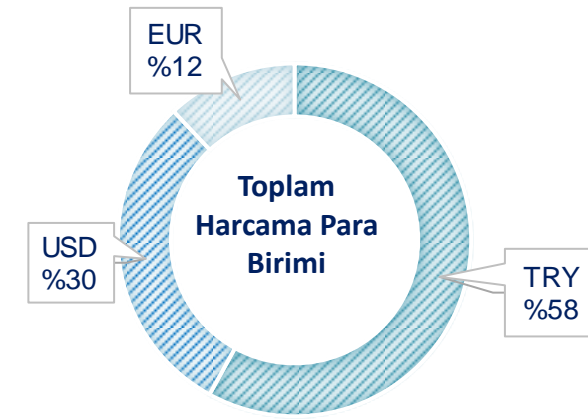 EUR
%12
Toplam
Harcama Para
Birimi
USD
%30
TRY
%58